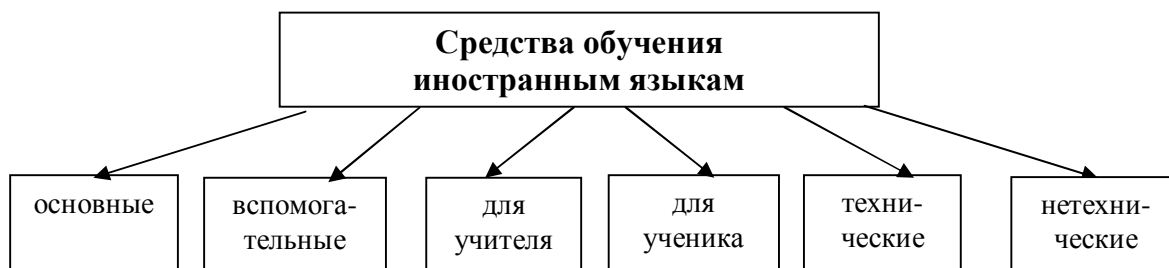 Средства обучения
иностранным языкам
основные
вспомога-
тельные
для
учителя
для
ученика
техни-
ческие
нетехни-
ческие